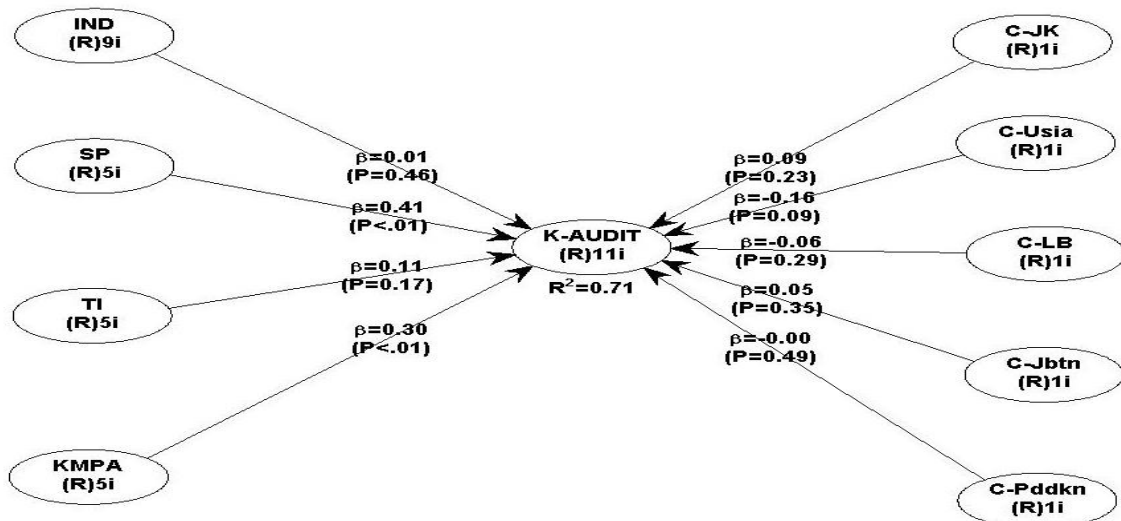 IND
(R)9i
SP
(R)5i
TI
(R)5i
KMPA
(R)5i
β=0.01
(P=0.46)
β=0.41
(P<.01)
β=0.11
(P=0.17)
β=0.30
(P<.01)
K-AUDIT
(R)11i
R²=0.71
β=0.09
(P=0.23)
β=-0.16
(P=0.09)
β=-0.06
(P=0.29)
β=0.05
(P=0.35)
β=-0.00
(P=0.49)
C-JK
(R)1i
C-Usia
(R)1i
C-LB
(R)1i
C-Jbtn
(R)1i
C-Pddkn
(R)1i